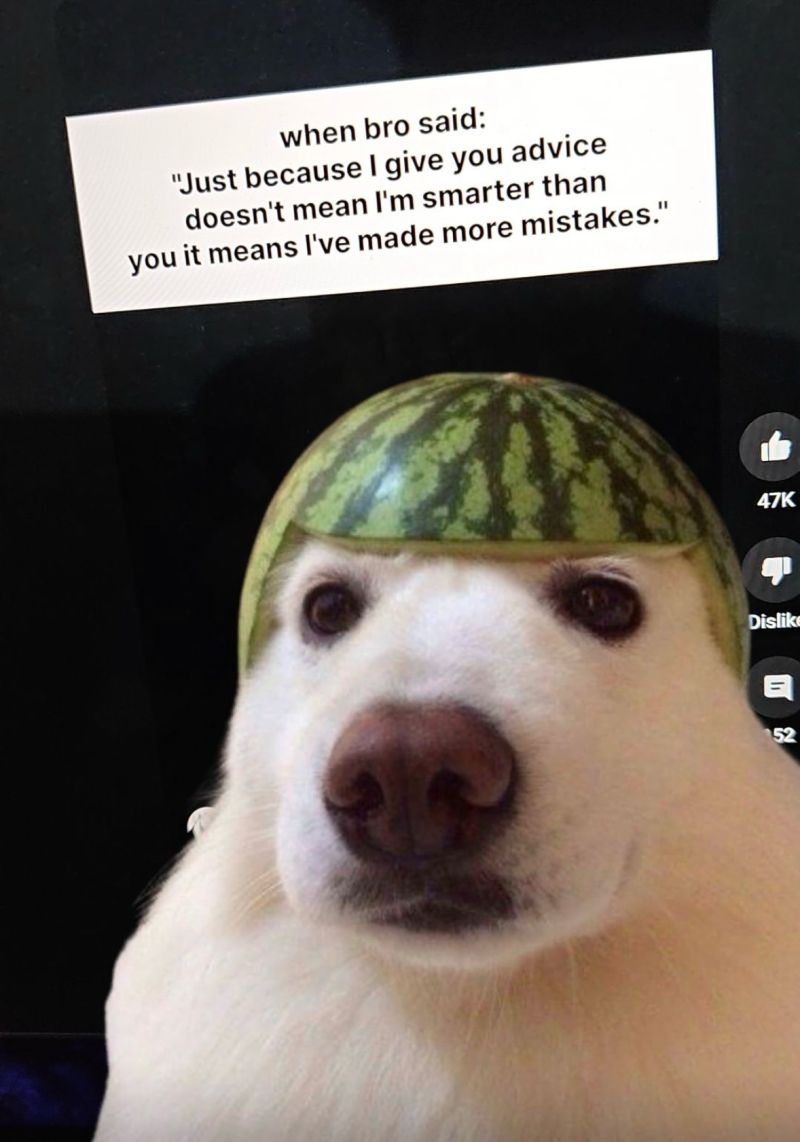 when bro said:
"Just because I give you advice
doesn't mean I'm smarter than
you it means I've made more mistakes."
47K
Dislike
52